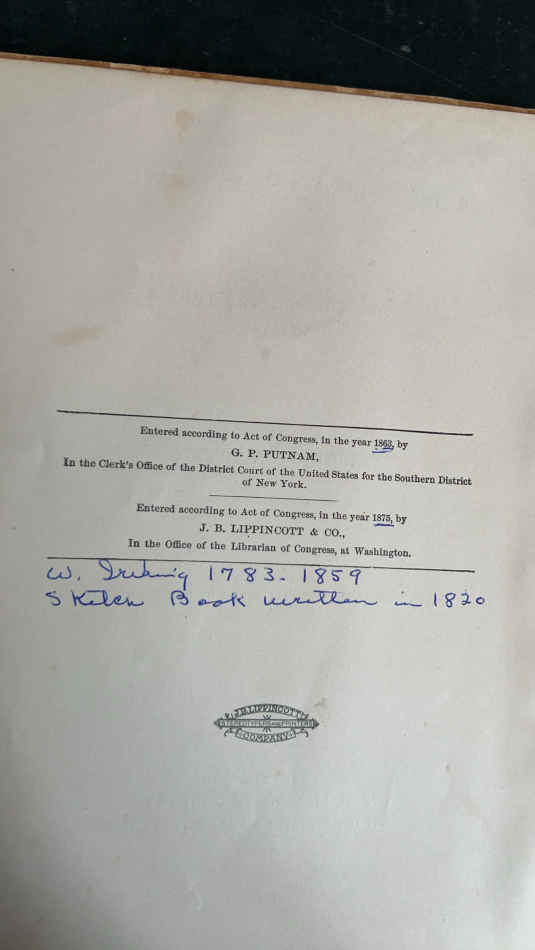 Entered according to Act of Congress, in the year 1863, by
G. P. PUTNAM,
In the Clerk's Office of the District Court of the United States for the Southern District
of New York.
Entered according to Act of Congress, in the year 1875, by
J. B. LIPPINCOTT & CO.,
In the Office of the Librarian of Congress, at Washington.
W. Irving 1783-1859
Sketch Book written in 1820
J.B. LIPPINCOTT
COMPANY